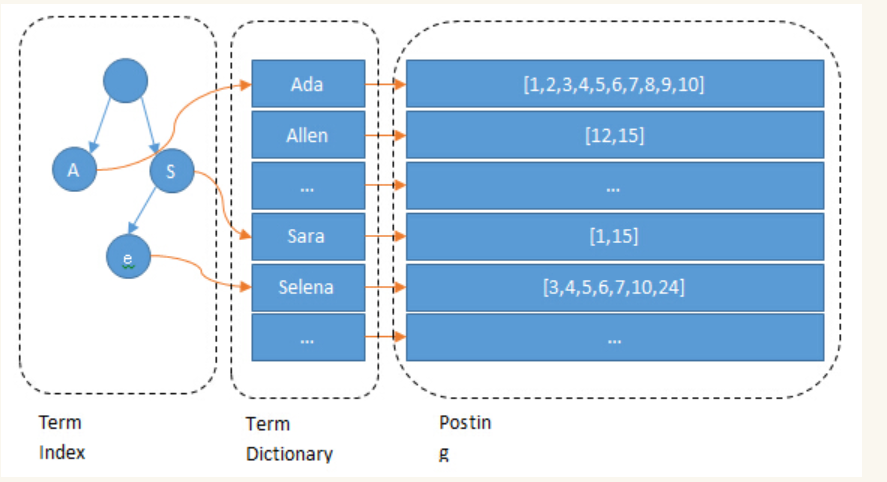 A
S
e
Ada
[1,2,3,4,5,6,7,8,9,10]
Allen
[12,15]
...
...
Sara
[1,15]
Selena
[3,4,5,6,7,10,24]
...
...
Term
Index
Term
Dictionary
Postin
g